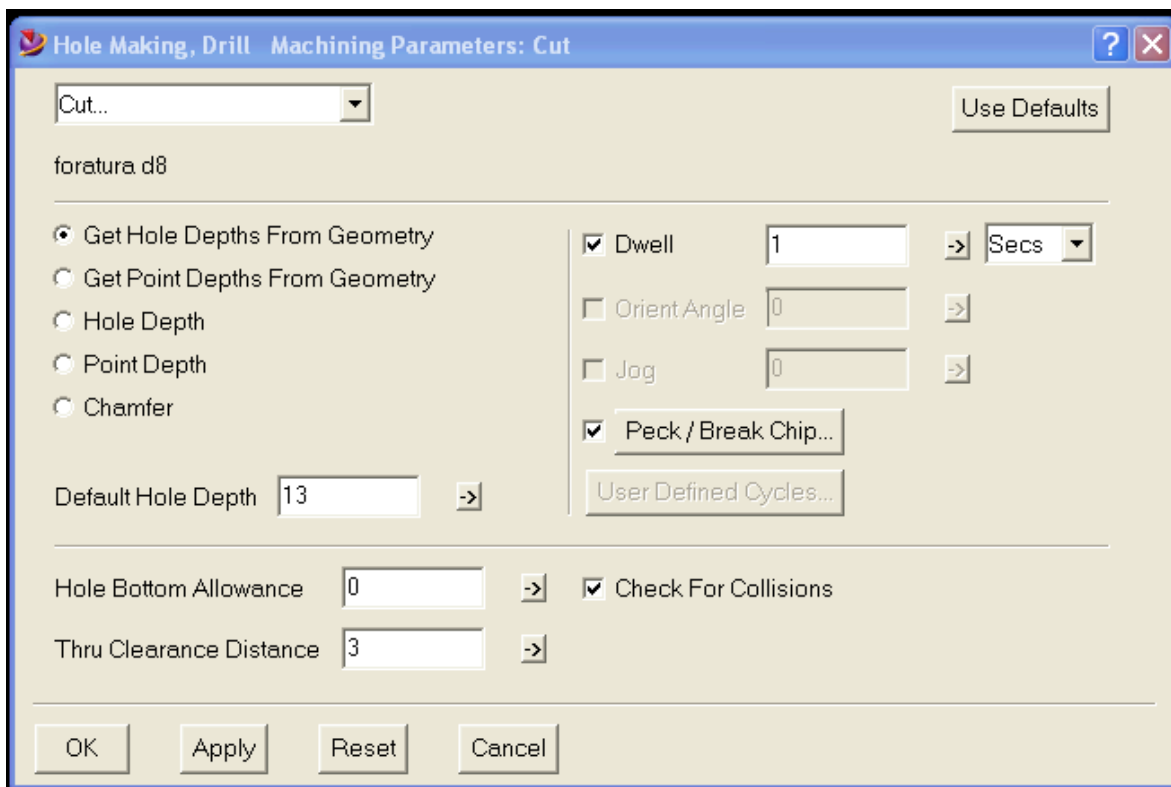 Hole Making, Drill Machining Parameters: Cut
Cut...
Use Defaults
foratura d8
Get Hole Depths From Geometry
Get Point Depths From Geometry
Hole Depth
Point Depth
Chamfer
Default Hole Depth 13 ->
Dwell 1 -> Secs
Orient Angle 0 ->
Jog 0 ->
Peck / Break Chip...
User Defined Cycles...
Hole Bottom Allowance 0 ->
Check For Collisions
Thru Clearance Distance 3 ->
OK Apply Reset Cancel